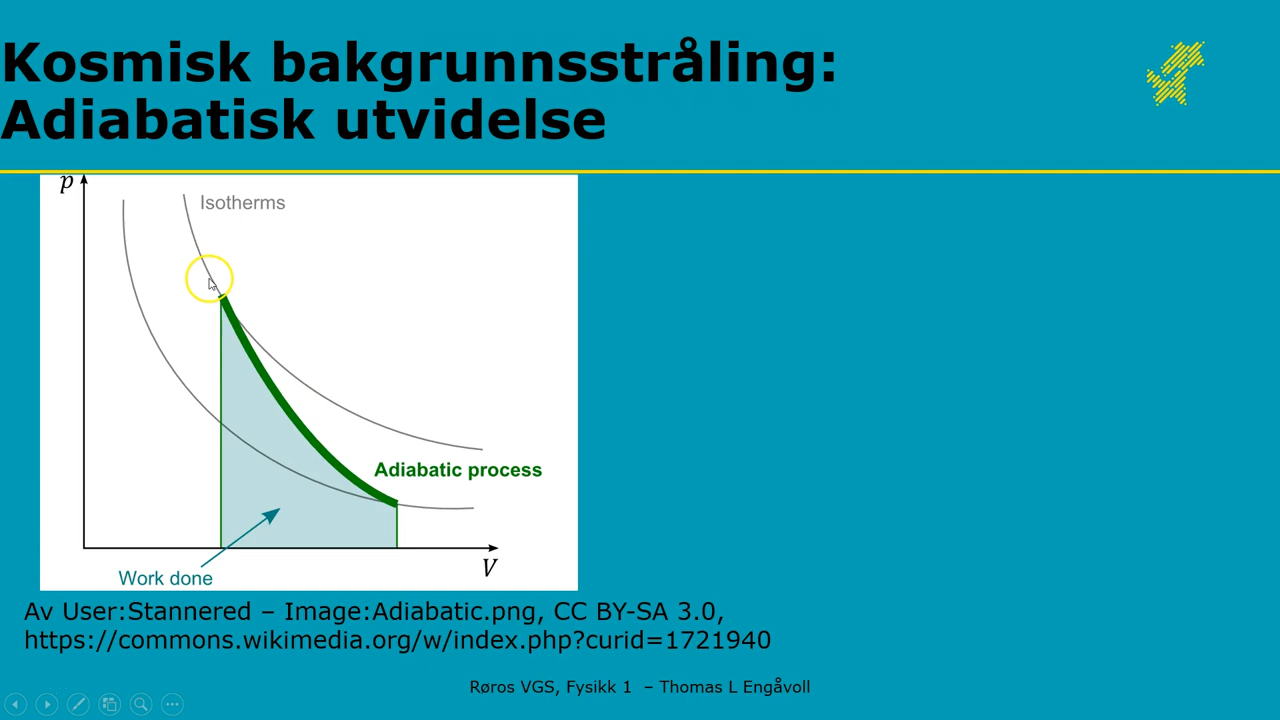 Kosmisk bakgrunnsstråling:
Adiabatisk utvidelse
p
Isotherms
Adiabatic process
V
Work done
Av User:Stannered – Image:Adiabatic.png, CC BY-SA 3.0,
https://commons.wikimedia.org/w/index.php?curid=1721940
Røros VGS, Fysikk 1 – Thomas L Engåvoll